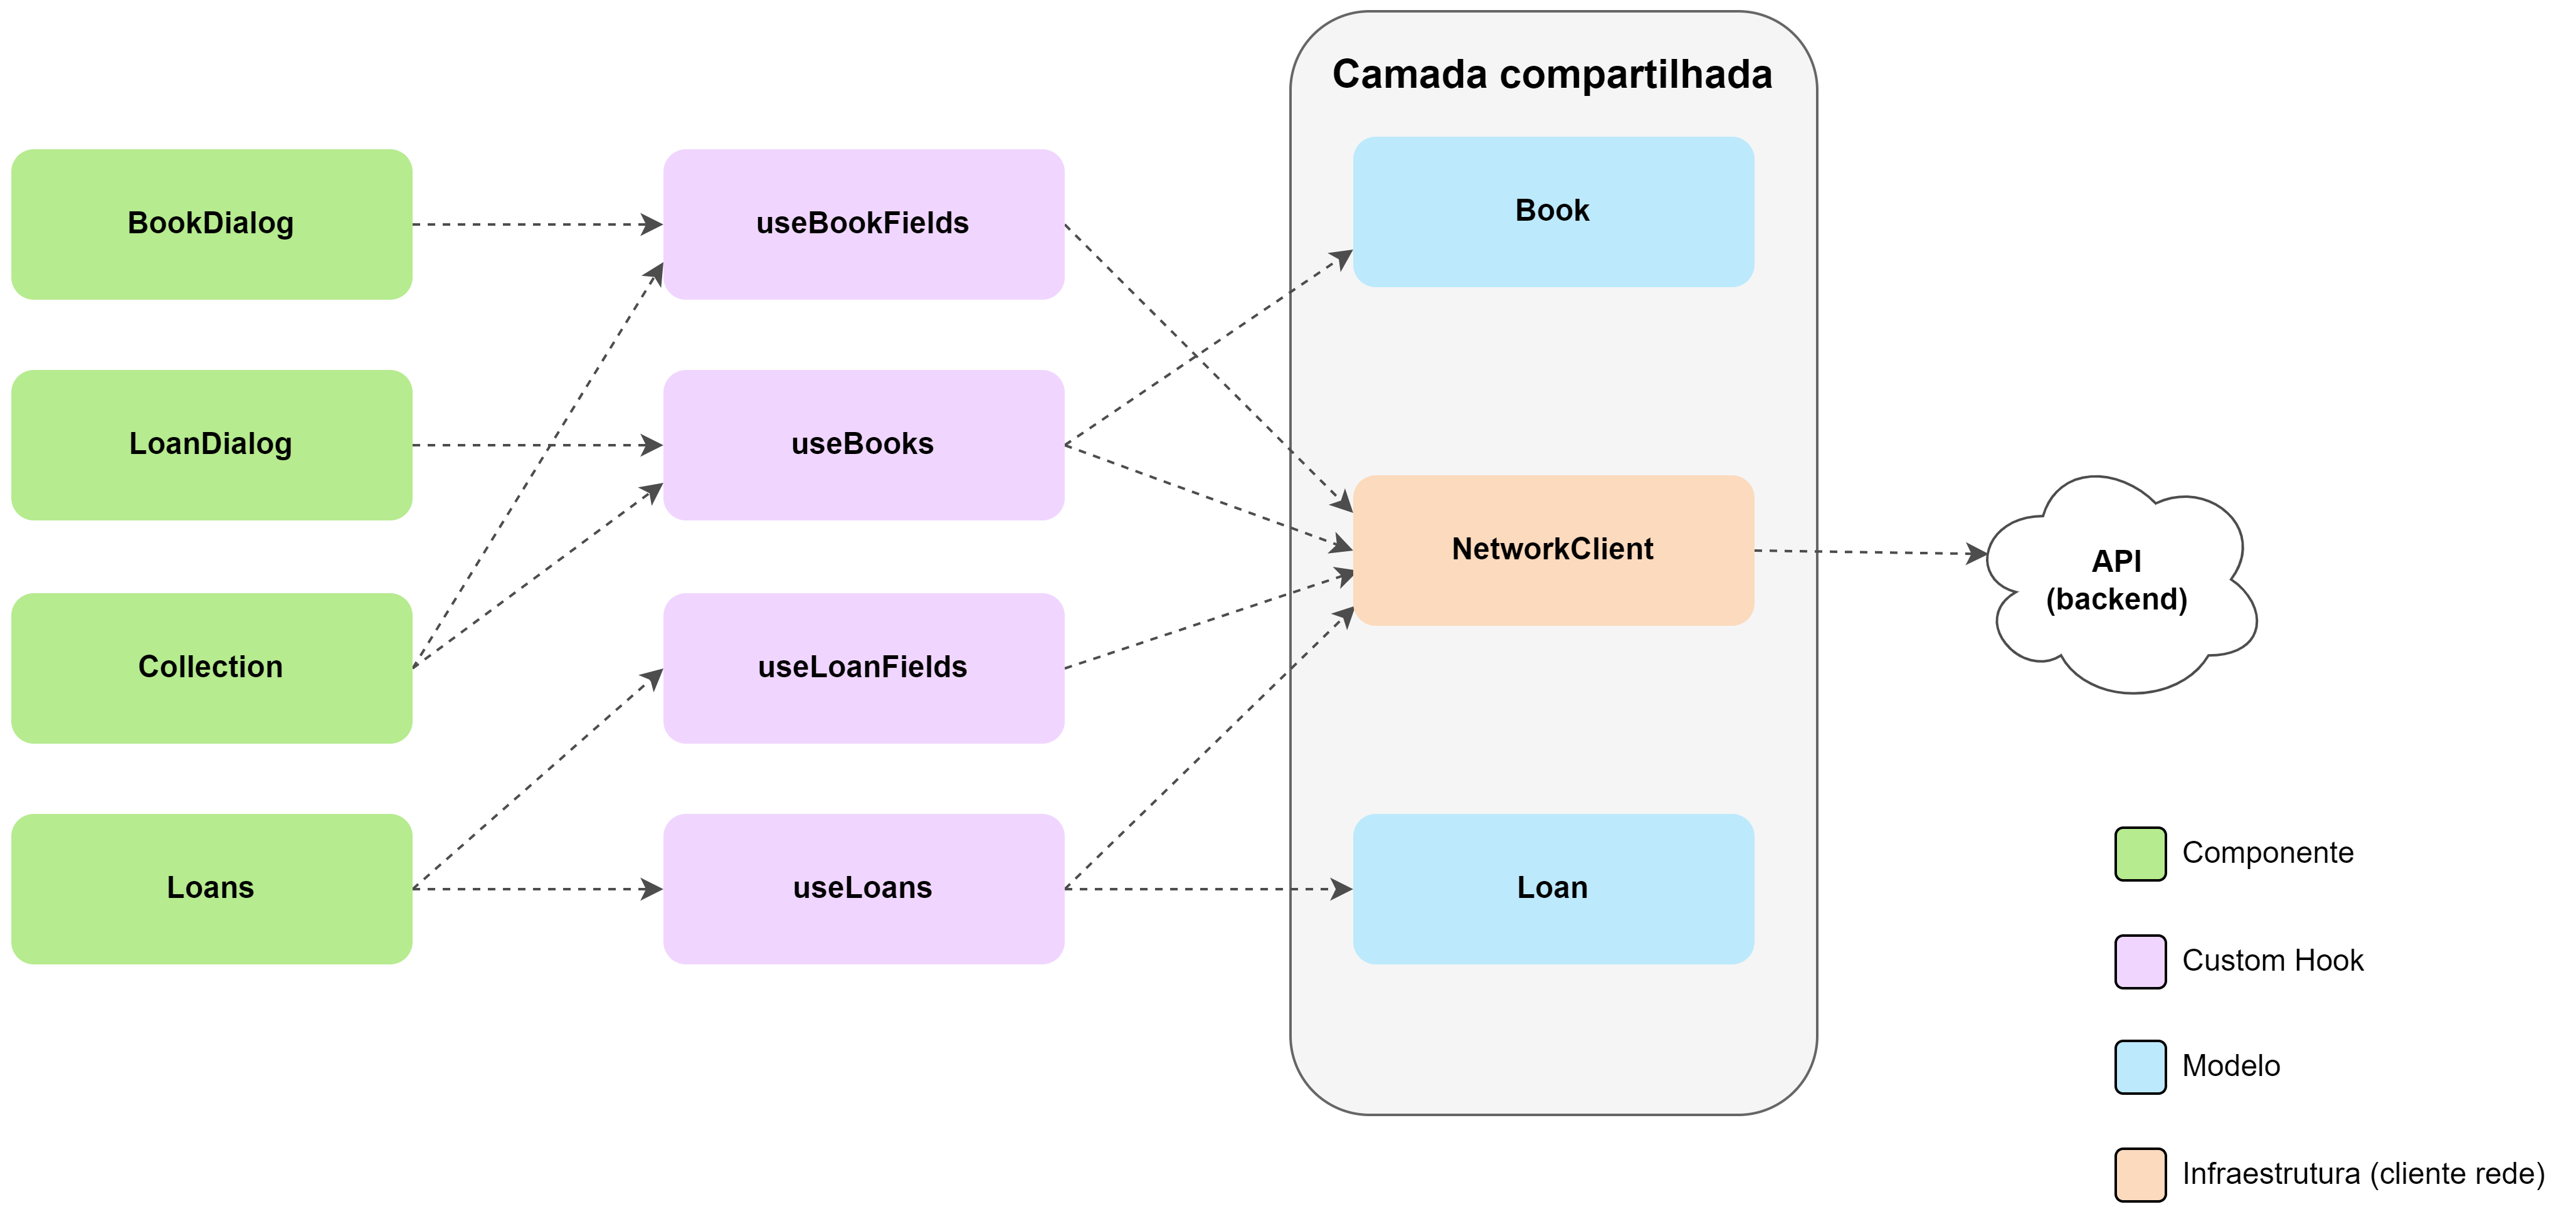 Camada compartilhada
BookDialog
useBookFields
Book
LoanDialog
useBooks
NetworkClient
API
(backend)
Collection
useLoanFields
Loans
useLoans
Loan
Componente
Custom Hook
Modelo
Infraestrutura (cliente rede)